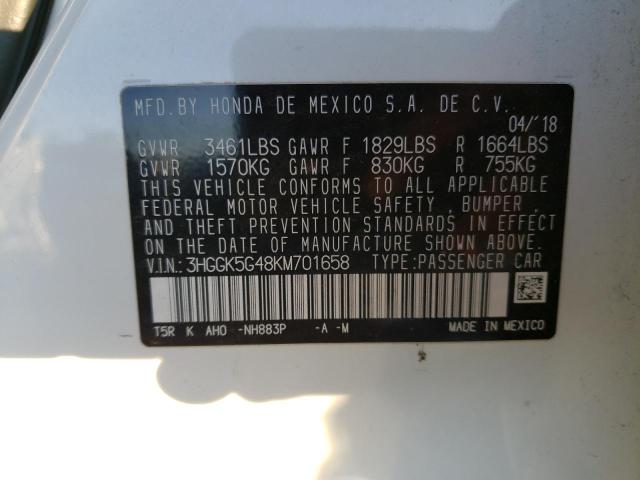 MFD.BY HONDA DE MEXICO S.A. DE C.V.
04/'18
GVWR 3461LBS GAWR F 1829LBS R 1664LBS
GVWR 1570KG GAWR F 830KG R 755KG
THIS VEHICLE CONFORMS TO ALL APPLICABLE
FEDERAL MOTOR VEHICLE SAFETY, BUMPER,
AND THEFT PREVENTION STANDARDS IN EFFECT
ON THE DATE OF MANUFACTURE SHOWN ABOVE.
V.I.N.: 3HGGK5G48KM701658 TYPE:PASSENGER CAR
T5R K AHO -NH883P -A -M MADE IN MEXICO